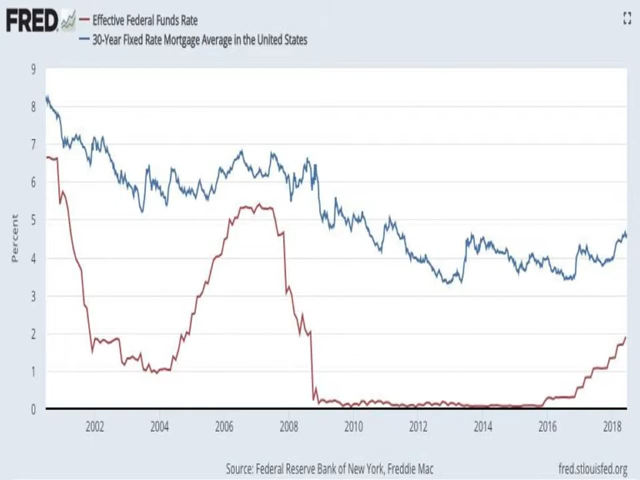 FRED
Effective Federal Funds Rate
30-Year Fixed Rate Mortgage Average in the United States
9
8
7
6
5
4
3
2
1
0
Percent
2002 2004 2006 2008 2010 2012 2014 2016 2018
Source: Federal Reserve Bank of New York, Freddie Mac
fred.stlouisfed.org